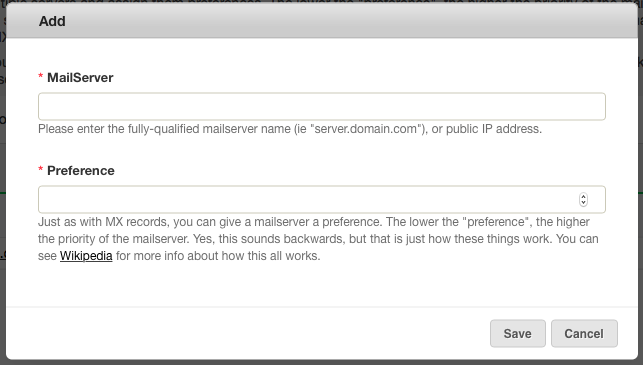 Add
* MailServer
Please enter the fully-qualified mailserver name (ie "server.domain.com"), or public IP address.
* Preference
Just as with MX records, you can give a mailserver a preference. The lower the "preference", the higher
the priority of the mailserver. Yes, this sounds backwards, but that is just how these things work. You can
see Wikipedia for more info about how this all works.
Save Cancel